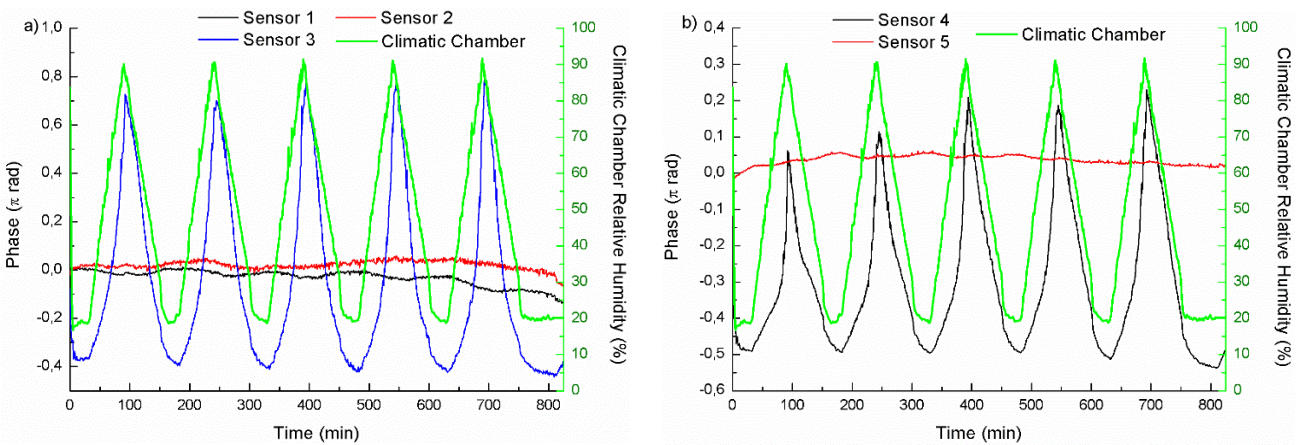 a)
Sensor 1
Sensor 2
Sensor 3
Climatic Chamber
Phase (π rad)
1,0
0,8
0,6
0,4
0,2
0,0
-0,2
-0,4
100
90
80
70
60
50
40
30
20
10
0
Climatic Chamber Relative Humidity (%)
0 100 200 300 400 500 600 700 800
Time (min)
b)
Sensor 4
Sensor 5
Climatic Chamber
Phase (π rad)
0,4
0,3
0,2
0,1
0,0
-0,1
-0,2
-0,3
-0,4
-0,5
-0,6
100
90
80
70
60
50
40
30
20
10
0
Climatic Chamber Relative Humidity (%)
0 100 200 300 400 500 600 700 800
Time (min)